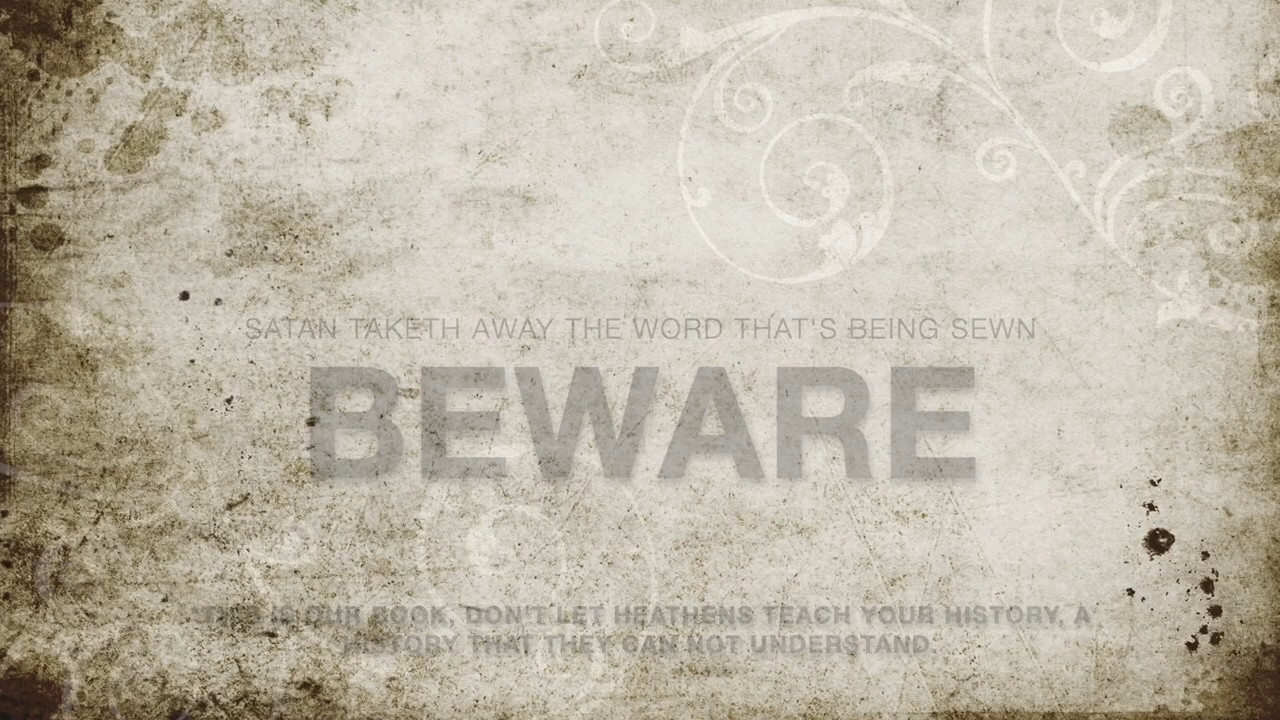 SATAN TAKETH AWAY THE WORD THAT'S BEING SEWN
BEWARE
"THIS IS OUR BOOK, DON'T LET HEATHENS TEACH YOUR HISTORY, A
HISTORY THAT THEY CAN NOT UNDERSTAND.